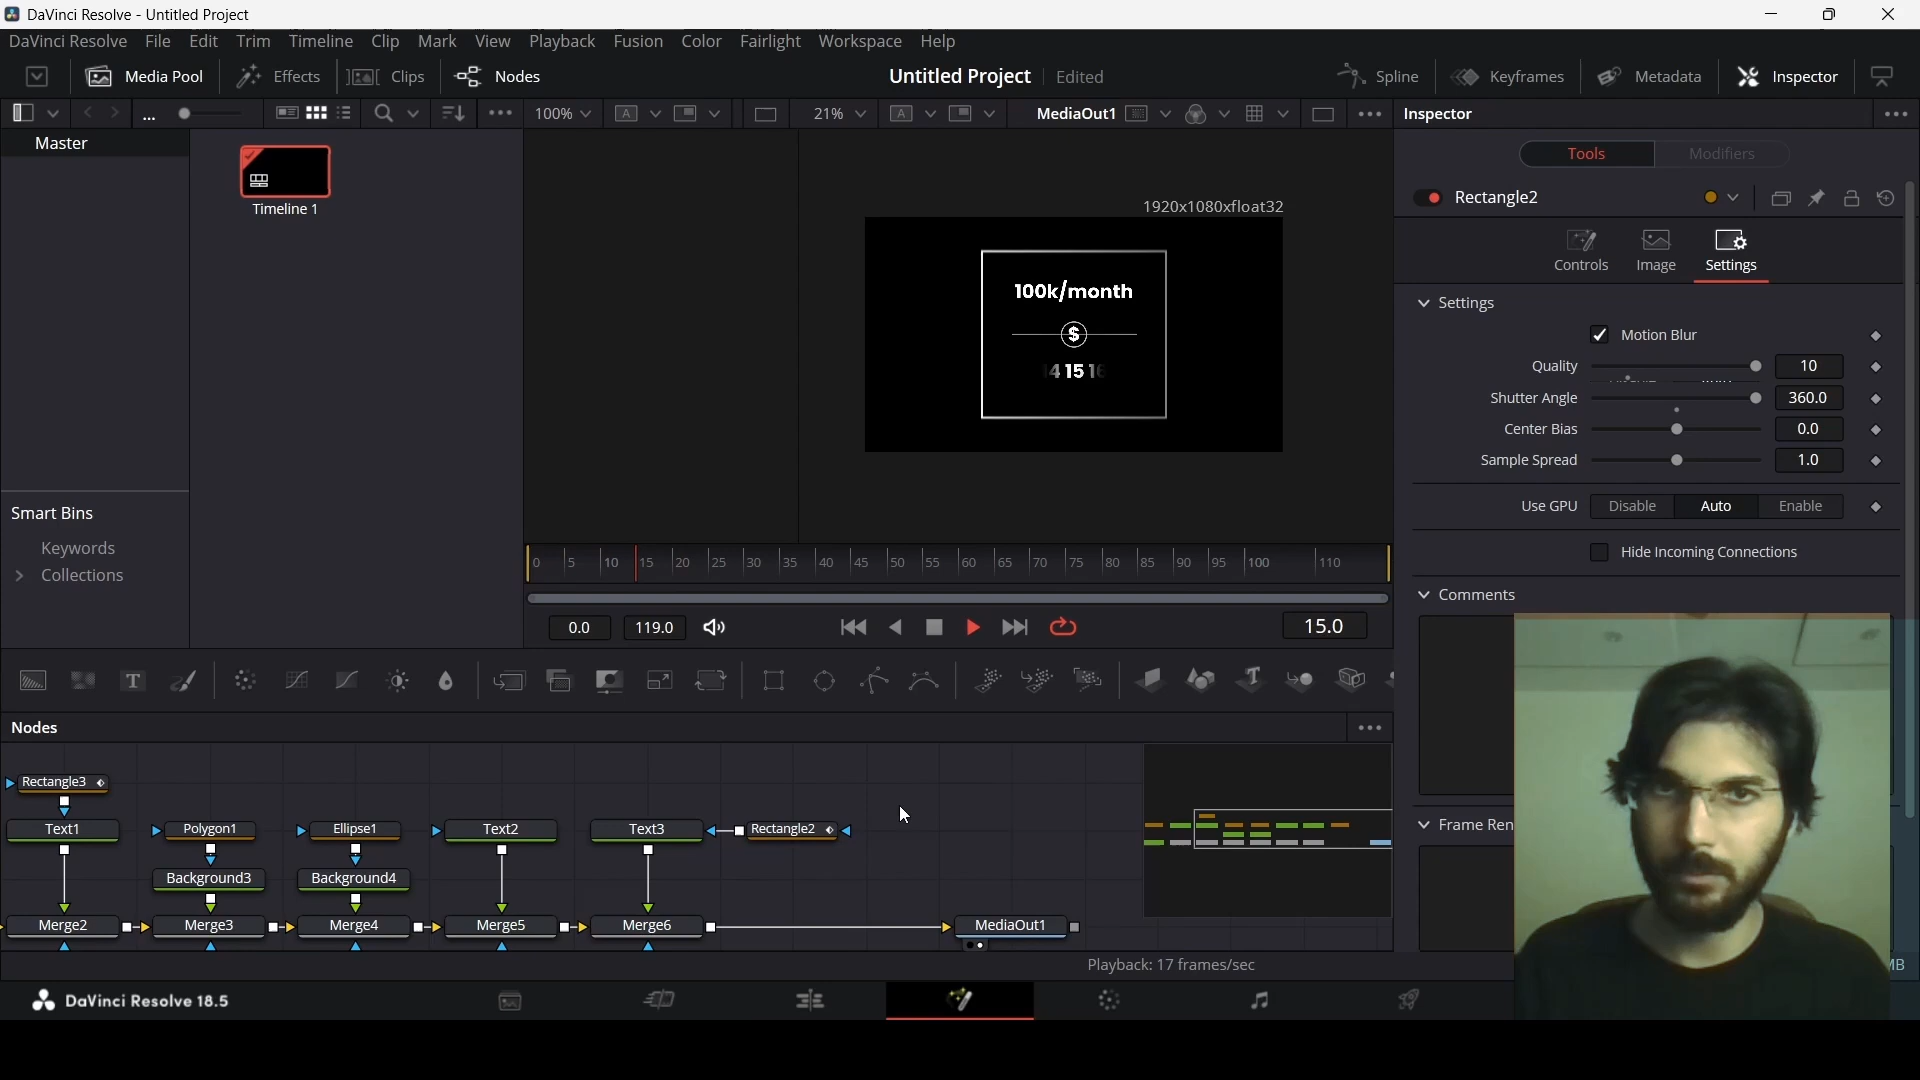 DaVinci Resolve - Untitled Project
DaVinci Resolve File Edit Trim Timeline Clip Mark View Playback Fusion Color Fairlight Workspace Help
Media Pool Effects Clips Nodes Untitled Project Edited Spline Keyframes Metadata Inspector
... 100% A 21% A MediaOut1 Inspector
Master
Timeline 1
Smart Bins
Keywords
Collections
1920x1080xfloat32
100k/month
$
14 15 16
0 5 10 15 20 25 30 35 40 45 50 55 60 65 70 75 80 85 90 95 100 110
0.0 119.0 15.0
Tools Modifiers
Rectangle2
Controls Image Settings
Settings
Motion Blur
Quality 10
Shutter Angle 360.0
Center Bias 0.0
Sample Spread 1.0
Use GPU Disable Auto Enable
Hide Incoming Connections
Comments
Frame Ren
T T
Nodes
Rectangle3
Text1 Polygon1 Ellipse1 Text2 Text3 Rectangle2
Background3 Background4
Merge2 Merge3 Merge4 Merge5 Merge6 MediaOut1
Playback: 17 frames/sec MB
DaVinci Resolve 18.5